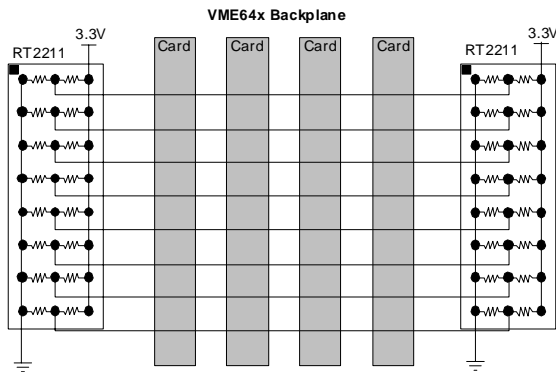 VME64x Backplane
3.3V
RT2211
Card
Card
Card
Card
RT2211
3.3V